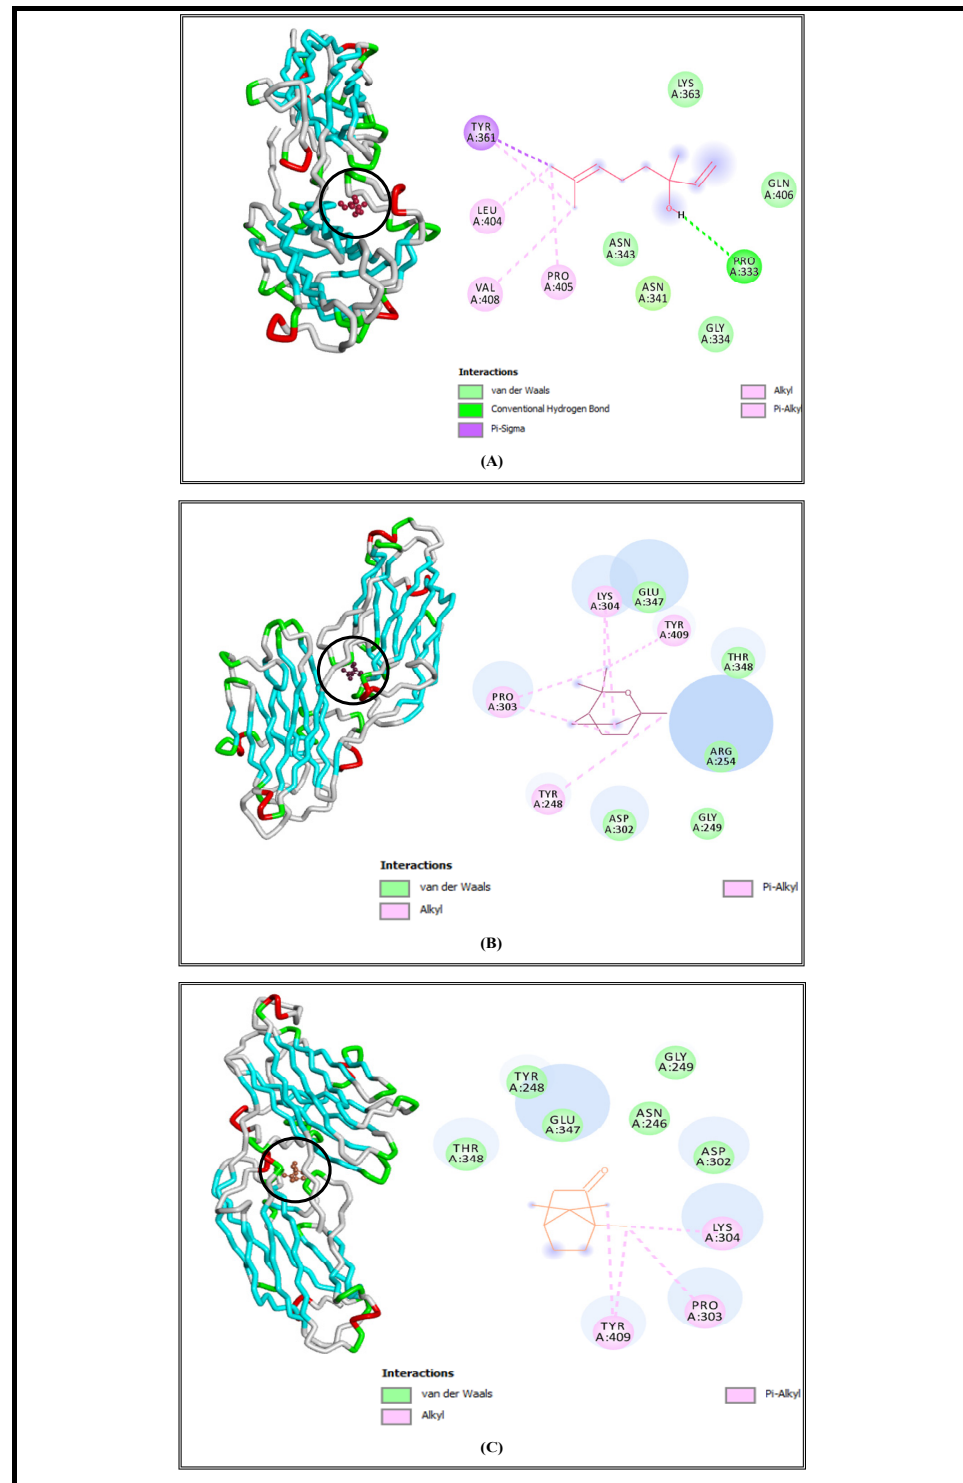 LYS
A:363
TYR
A:361
GLN
A:406
LEU
A:404
H
ASN
A:343
PRO
A:333
VAL
A:408
PRO
A:405
ASN
A:341
GLY
A:334
Interactions
van der Waals
Conventional Hydrogen Bond
Pi-Sigma
Alkyl
Pi-Alkyl
(A)
LYS
A:304
GLU
A:347
TYR
A:409
THR
A:348
PRO
A:303
O
ARG
A:254
TYR
A:248
ASP
A:302
GLY
A:249
Interactions
van der Waals
Alkyl
Pi-Alkyl
(B)
GLY
A:249
TYR
A:248
GLU
A:347
ASN
A:246
THR
A:348
ASP
A:302
LYS
A:304
PRO
A:303
TYR
A:409
Interactions
van der Waals
Alkyl
Pi-Alkyl
(C)